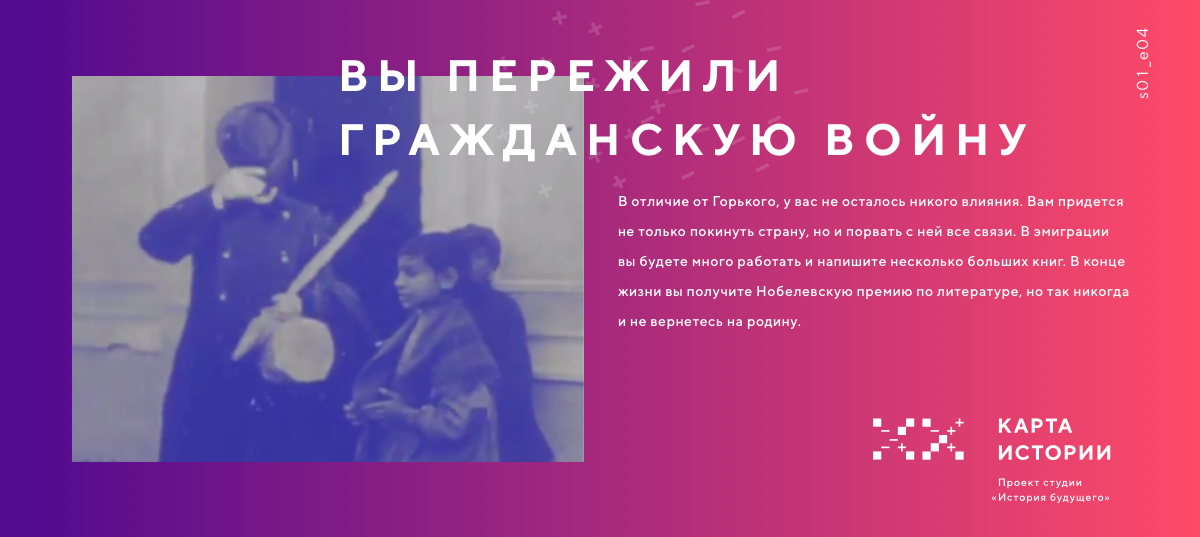 ВЫ ПЕРЕЖИЛИ
ГРАЖДАНСКУЮ ВОЙНУ
s01_e04
В отличие от Горького, у вас не осталось никого влияния. Вам придется
не только покинуть страну, но и порвать с ней все связи. В эмиграции
вы будете много работать и напишите несколько больших книг. В конце
жизни вы получите Нобелевскую премию по литературе, но так никогда
и не вернетесь на родину.
КАРТА
ИСТОРИИ
Проект студии
«История будущего»